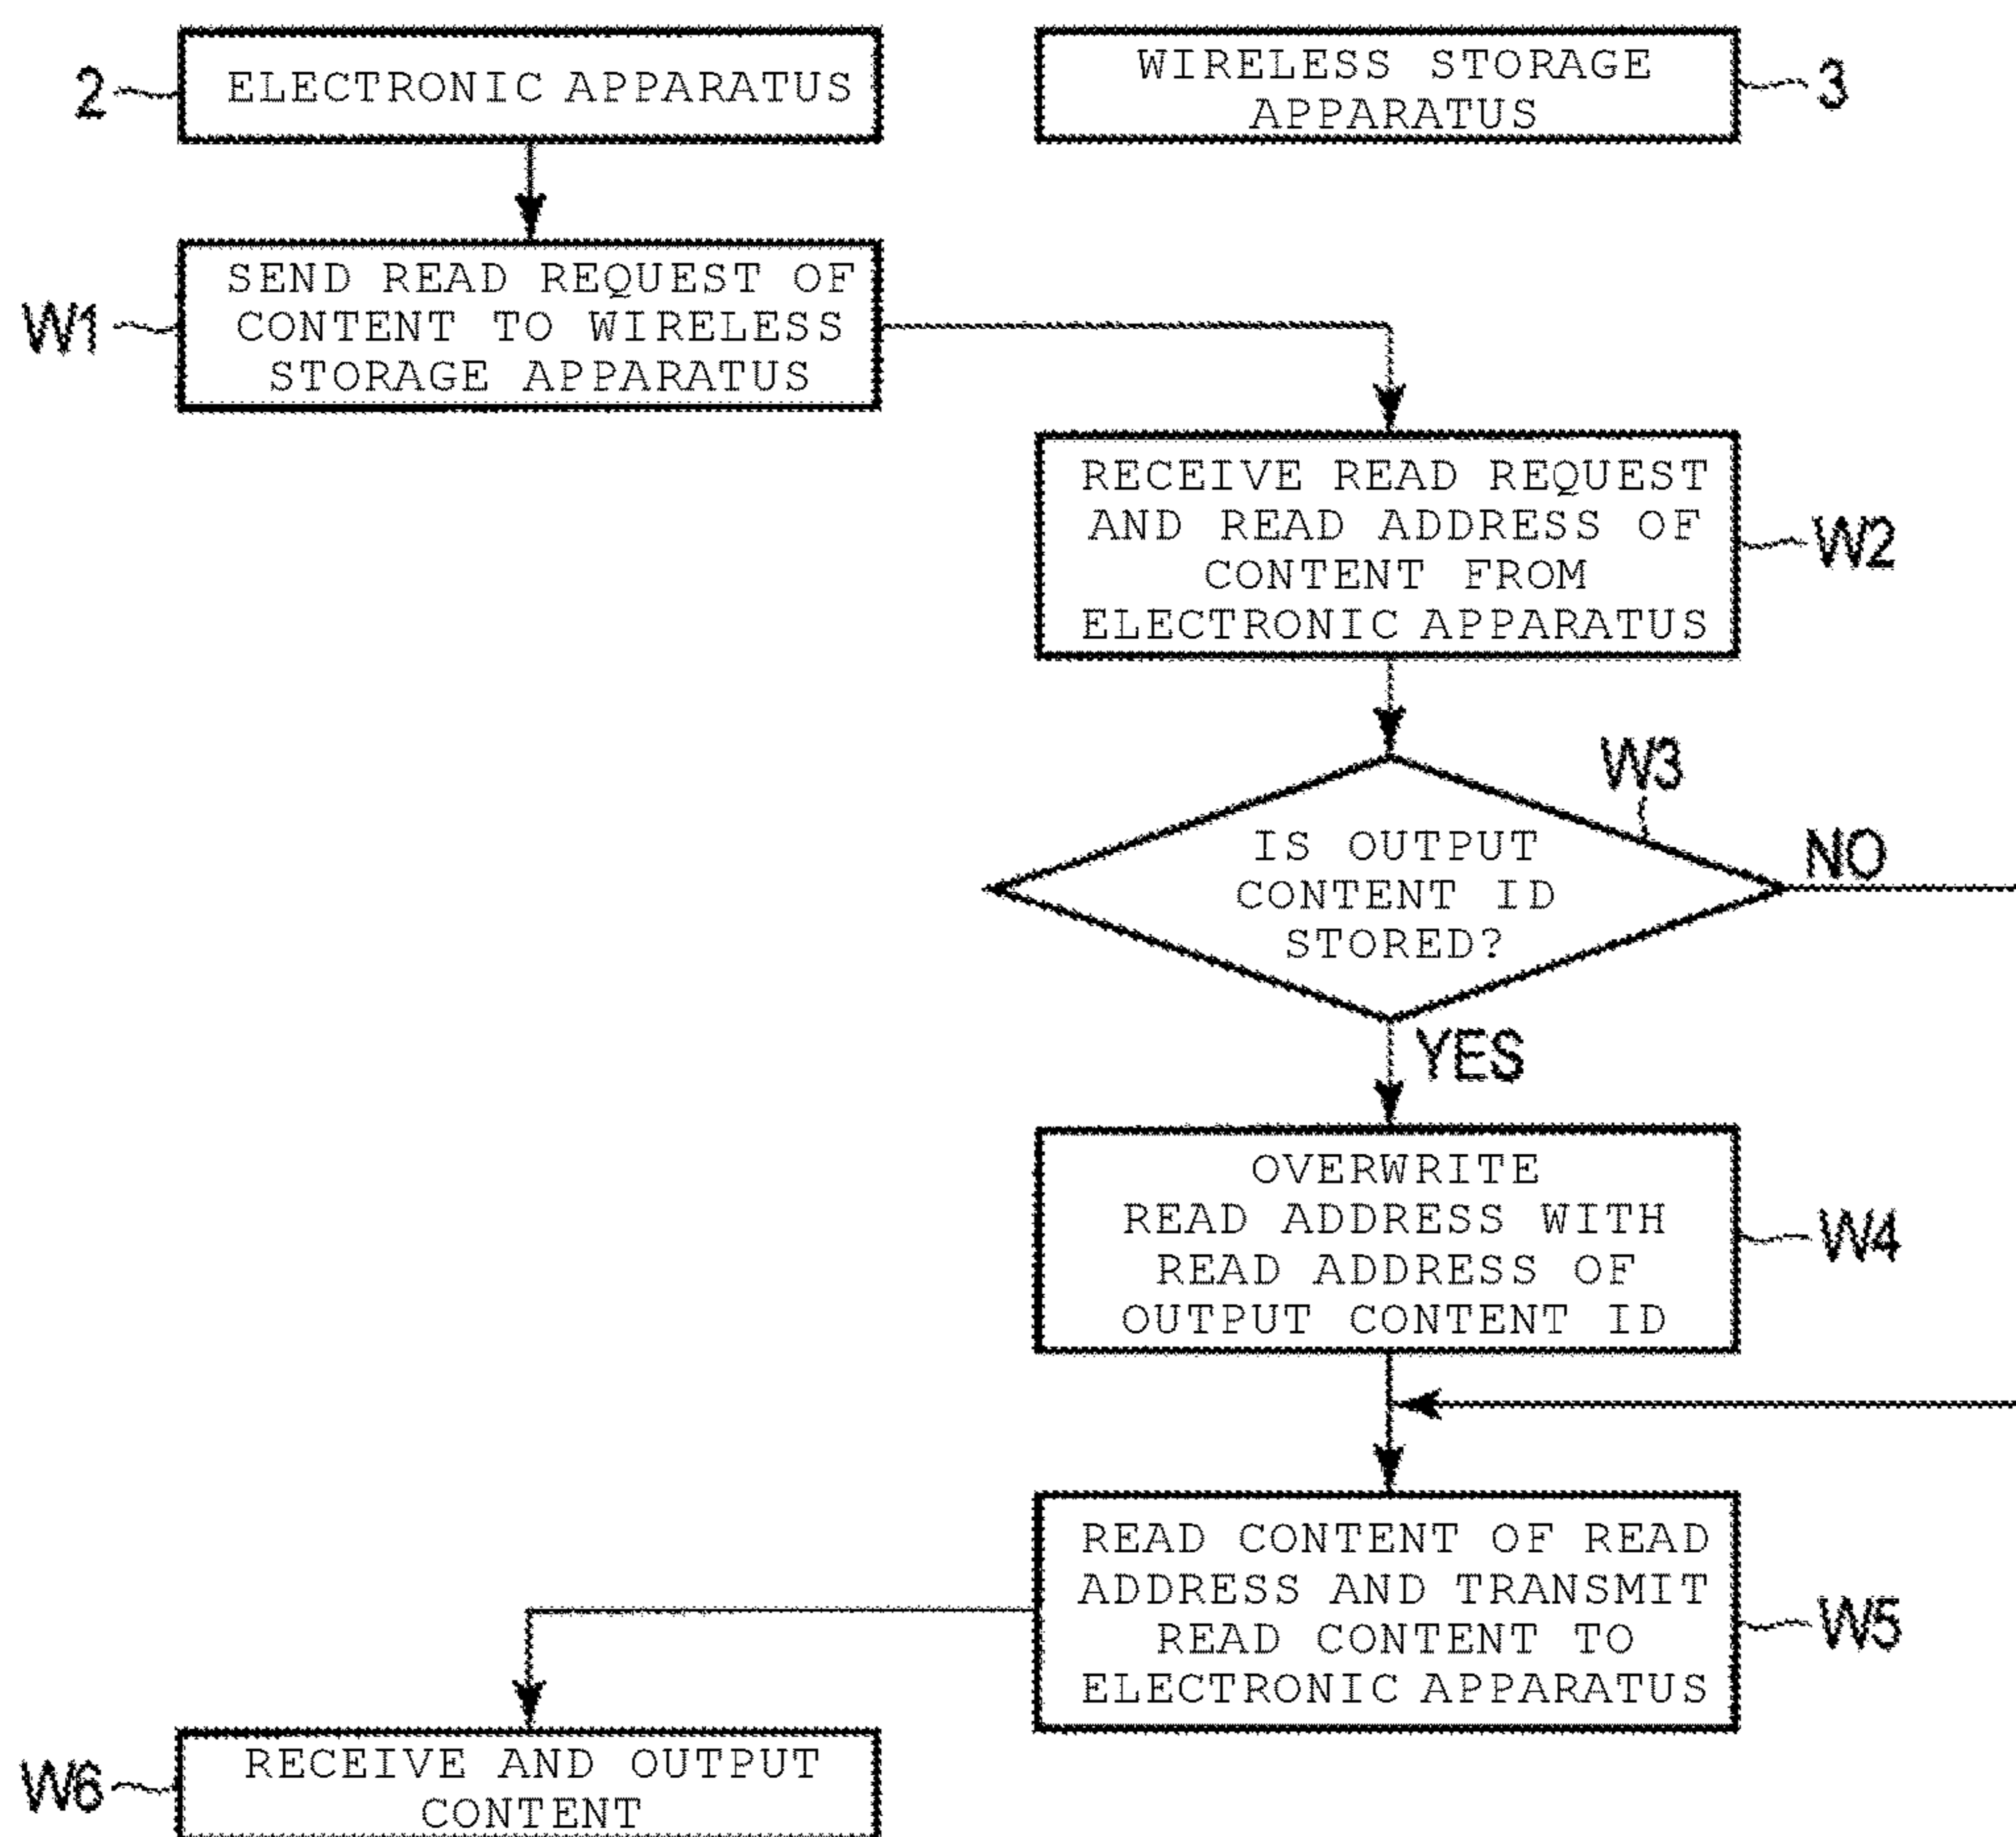 2
ELECTRONIC APPARATUS
WIRELESS STORAGE
APPARATUS
3
W1
SEND READ REQUEST OF
CONTENT TO WIRELESS
STORAGE APPARATUS
RECEIVE READ REQUEST
AND READ ADDRESS OF
CONTENT FROM
ELECTRONIC APPARATUS
W2
W3
IS OUTPUT
CONTENT ID
STORED?
NO
YES
OVERWRITE
READ ADDRESS WITH
READ ADDRESS OF
OUTPUT CONTENT ID
W4
READ CONTENT OF READ
ADDRESS AND TRANSMIT
READ CONTENT TO
ELECTRONIC APPARATUS
W5
W6
RECEIVE AND OUTPUT
CONTENT